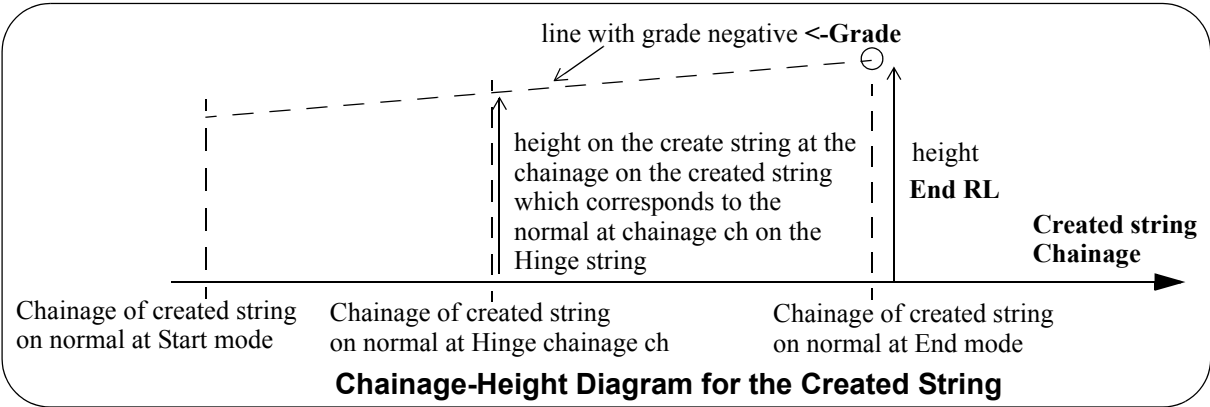 line with grade negative <-Grade
height on the create string at the
chainage on the created string
which corresponds to the
normal at chainage ch on the
Hinge string
height
End RL
Created string
Chainage
Chainage of created string
on normal at Start mode
Chainage of created string
on normal at Hinge chainage ch
Chainage of created string
on normal at End mode
Chainage-Height Diagram for the Created String